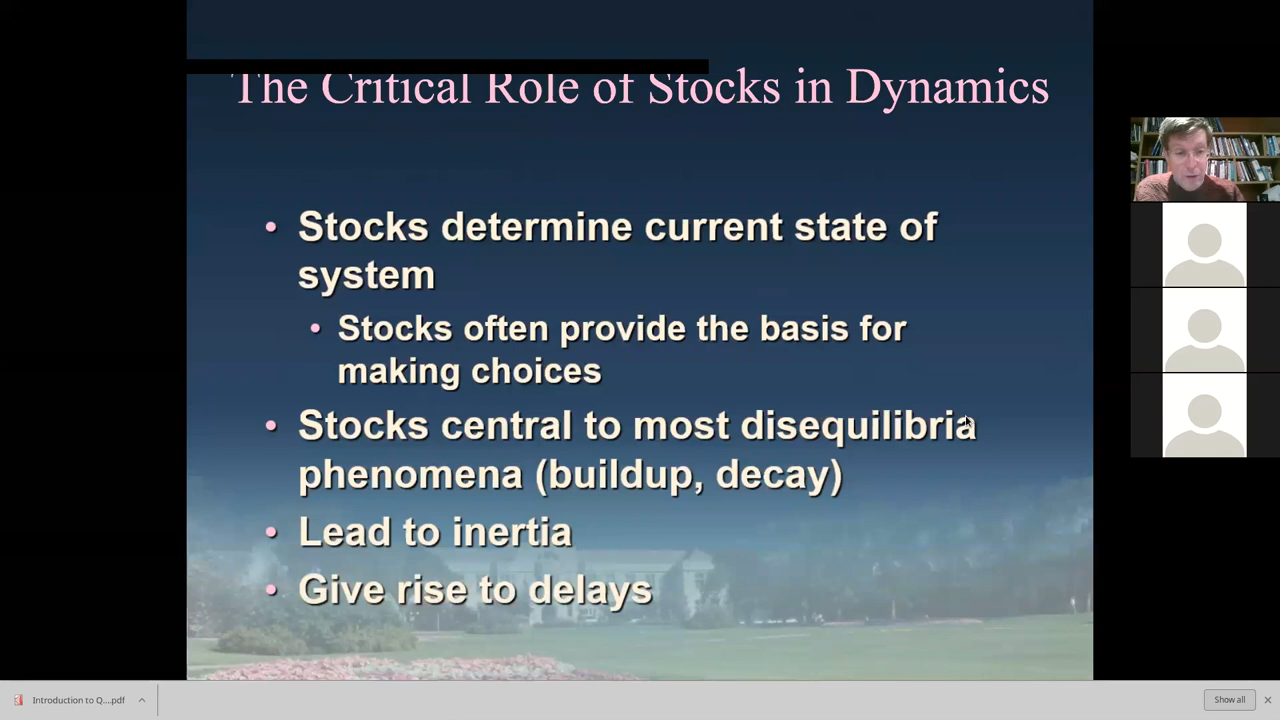 The Critical Role of Stocks in Dynamics
• Stocks determine current state of
system
• Stocks often provide the basis for
making choices
• Stocks central to most disequilibria
phenomena (buildup, decay)
• Lead to inertia
• Give rise to delays
Introduction to Q....pdf
Show all